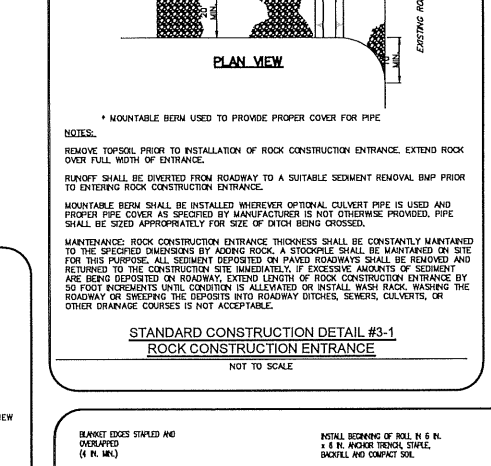 20'
MIN.
EXISTING RO
10'
MIN.
PLAN VIEW
* MOUNTABLE BERM USED TO PROVIDE PROPER COVER FOR PIPE
NOTES:
REMOVE TOPSOIL PRIOR TO INSTALLATION OF ROCK CONSTRUCTION ENTRANCE. EXTEND ROCK
OVER FULL WIDTH OF ENTRANCE.
RUNOFF SHALL BE DIVERTED FROM ROADWAY TO A SUITABLE SEDIMENT REMOVAL BMP PRIOR
TO ENTERING ROCK CONSTRUCTION ENTRANCE.
MOUNTABLE BERM SHALL BE INSTALLED WHEREVER OPTIONAL CULVERT PIPE IS USED AND
PROPER PIPE COVER AS SPECIFIED BY MANUFACTURER IS NOT OTHERWISE PROVIDED. PIPE
SHALL BE SIZED APPROPRIATELY FOR SIZE OF DITCH BEING CROSSED.
MAINTENANCE: ROCK CONSTRUCTION ENTRANCE THICKNESS SHALL BE CONSTANTLY MAINTAINED
TO THE SPECIFIED DIMENSIONS BY ADDING ROCK. A STOCKPILE SHALL BE MAINTAINED ON SITE
FOR THIS PURPOSE. ALL SEDIMENT DEPOSITED ON PAVED ROADWAYS SHALL BE REMOVED AND
RETURNED TO THE CONSTRUCTION SITE IMMEDIATELY. IF EXCESSIVE AMOUNTS OF SEDIMENT
ARE BEING DEPOSITED ON ROADWAY, EXTEND LENGTH OF ROCK CONSTRUCTION ENTRANCE BY
50 FOOT INCREMENTS UNTIL CONDITION IS ALLEVIATED OR INSTALL WASH RACK. WASHING THE
ROADWAY OR SWEEPING THE DEPOSITS INTO ROADWAY DITCHES, SEWERS, CULVERTS, OR
OTHER DRAINAGE COURSES IS NOT ACCEPTABLE.
STANDARD CONSTRUCTION DETAIL #3-1
ROCK CONSTRUCTION ENTRANCE
NOT TO SCALE
EW
BLANKET EDGES STAPLED AND
OVERLAPPED
(4 IN. MIN.)
INSTALL BEGINNING OF ROLL IN 6 IN.
x 6 IN. ANCHOR TRENCH, STAPLE,
BACKFILL AND COMPACT SOIL